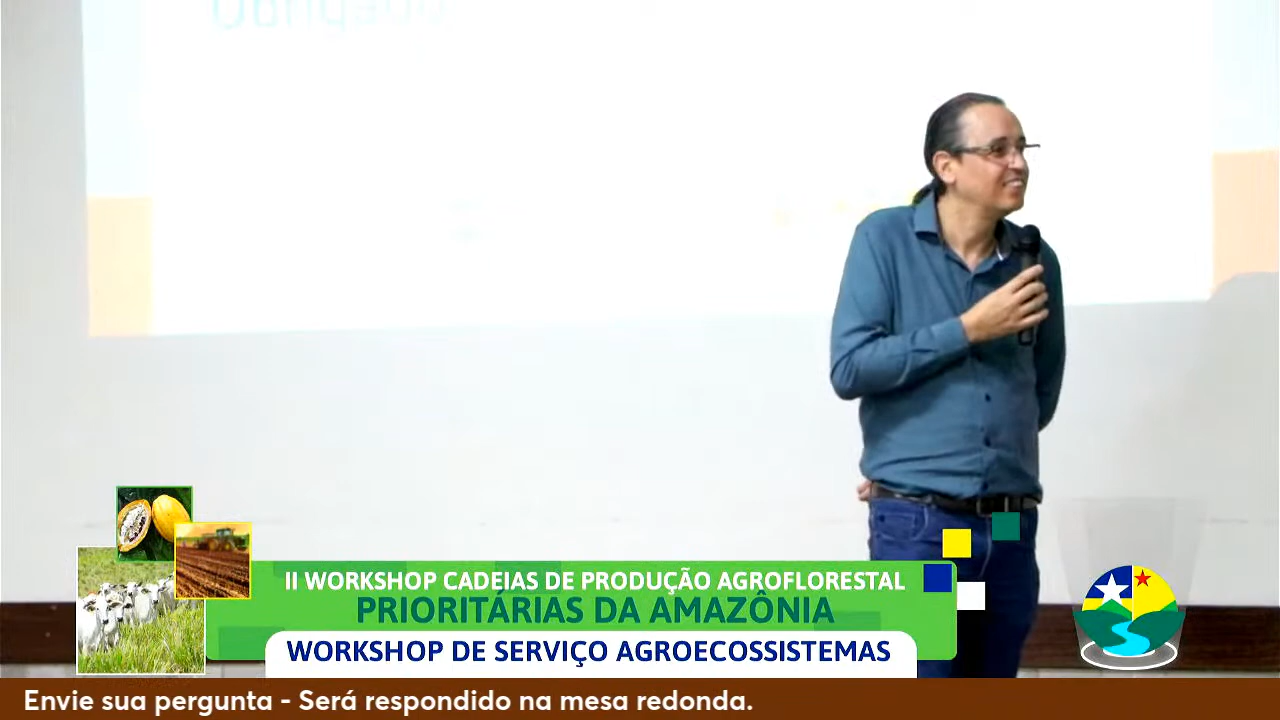 Obrigado
II WORKSHOP CADEIAS DE PRODUÇÃO AGROFLORESTAL
PRIORITÁRIAS DA AMAZÔNIA
WORKSHOP DE SERVIÇO AGROECOSSISTEMAS
Envie sua pergunta - Será respondido na mesa redonda.